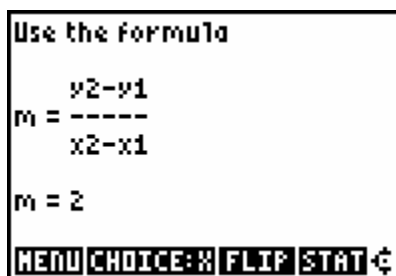 Use the formula
y2-y1
m = -----
x2-x1
m = 2
MENU CHOICE:X FLIP STAT